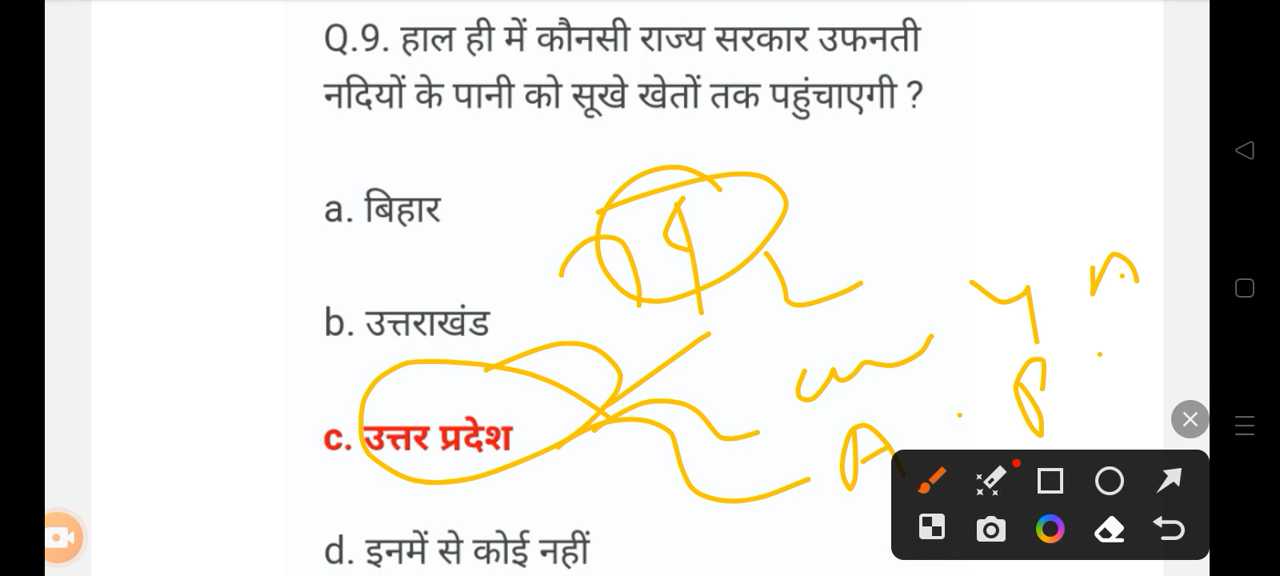 Q.9. हाल ही में कौनसी राज्य सरकार उफनती
नदियों के पानी को सूखे खेतों तक पहुंचाएगी ?
a. बिहार
b. उत्तराखंड
c. उत्तर प्रदेश
d. इनमें से कोई नहीं